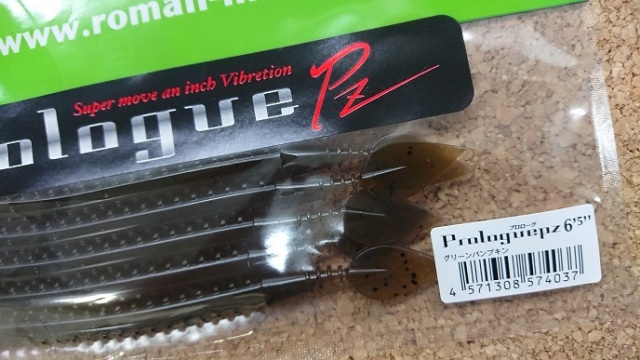 www.roman-m
Super move an inch Vibretion
ologue Pz
プロローグ
Prologuepz 6'5"
グリーンパンプキン
4 571308 574037